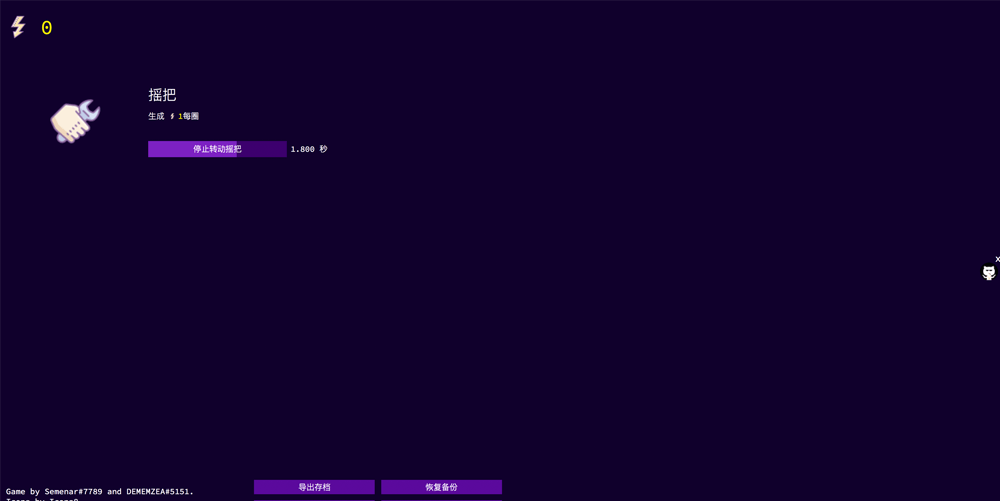 0
摇把
生成 1每圈
停止转动摇把 1.800 秒
x
导出存档 恢复备份
Game by Semenar#7789 and DEMEMZEA#5151.